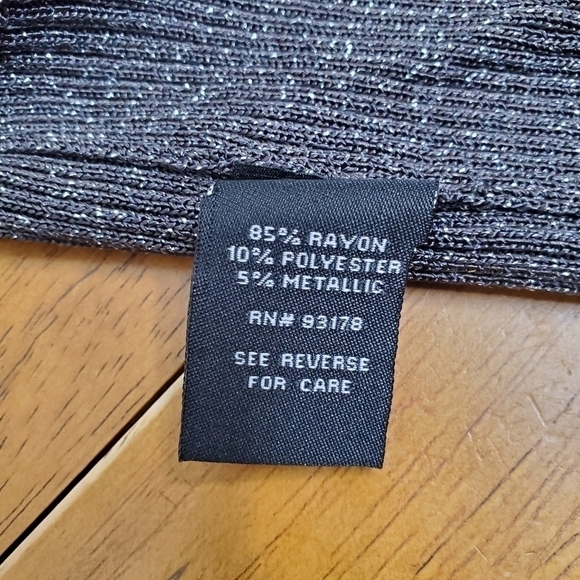 85% RAYON
10% POLYESTER
5% METALLIC
RN# 93178
SEE REVERSE
FOR CARE